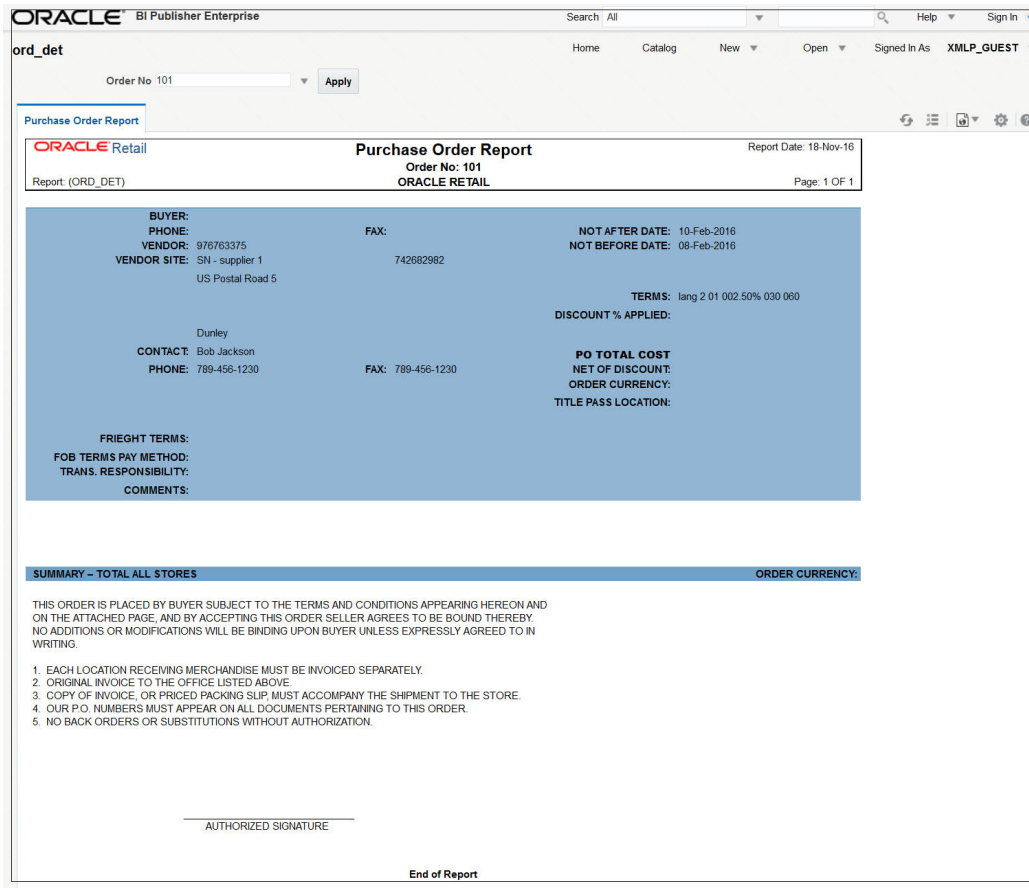 ORACLE® BI Publisher Enterprise Search All Help Sign In
ord_det Home Catalog New Open Signed In As XMLP_GUEST
Order No 101 Apply
Purchase Order Report
ORACLE® Retail Purchase Order Report Report Date: 18-Nov-16
Order No: 101
Report: (ORD_DET) ORACLE RETAIL Page: 1 OF 1
BUYER:
PHONE: FAX: NOT AFTER DATE: 10-Feb-2016
VENDOR: 976763375 NOT BEFORE DATE: 08-Feb-2016
VENDOR SITE: SN - supplier 1 742682982
US Postal Road 5
TERMS: lang 2 01 002.50% 030 060
DISCOUNT % APPLIED:
Dunley
CONTACT: Bob Jackson PO TOTAL COST
PHONE: 789-456-1230 FAX: 789-456-1230 NET OF DISCOUNT:
ORDER CURRENCY:
TITLE PASS LOCATION:
FRIEGHT TERMS:
FOB TERMS PAY METHOD:
TRANS. RESPONSIBILITY:
COMMENTS:
SUMMARY – TOTAL ALL STORES ORDER CURRENCY:
THIS ORDER IS PLACED BY BUYER SUBJECT TO THE TERMS AND CONDITIONS APPEARING HEREON AND
ON THE ATTACHED PAGE, AND BY ACCEPTING THIS ORDER SELLER AGREES TO BE BOUND THEREBY.
NO ADDITIONS OR MODIFICATIONS WILL BE BINDING UPON BUYER UNLESS EXPRESSLY AGREED TO IN
WRITING.
1. EACH LOCATION RECEIVING MERCHANDISE MUST BE INVOICED SEPARATELY.
2. ORIGINAL INVOICE TO THE OFFICE LISTED ABOVE.
3. COPY OF INVOICE, OR PRICED PACKING SLIP, MUST ACCOMPANY THE SHIPMENT TO THE STORE.
4. OUR P.O. NUMBERS MUST APPEAR ON ALL DOCUMENTS PERTAINING TO THIS ORDER.
5. NO BACK ORDERS OR SUBSTITUTIONS WITHOUT AUTHORIZATION.
AUTHORIZED SIGNATURE
End of Report